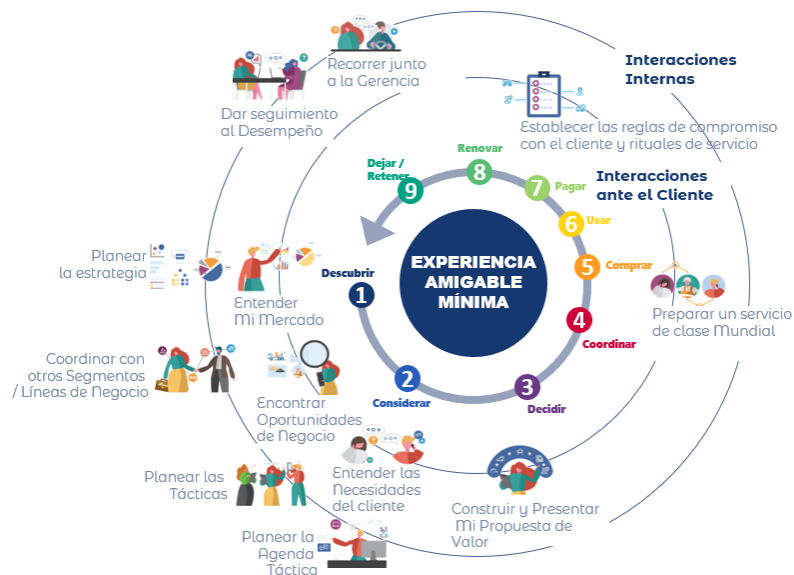 Recorrer junto
a la Gerencia
Dar seguimiento
al Desempeño
Interacciones
Internas
Establecer las reglas de compromiso
con el cliente y rituales de servicio
Interacciones
ante el Cliente
Renovar
8
Dejar /
Retener
9
7
Pagar
6
Usar
5
Comprar
4
Coordinar
3
Decidir
2
Considerar
Descubrir
1
EXPERIENCIA
AMIGABLE
MÍNIMA
Planear
la estrategia
Entender
Mi Mercado
Preparar un servicio
de clase Mundial
Coordinar con
otros Segmentos
/ Líneas de Negocio
Encontrar
Oportunidades
de Negocio
Planear las
Tácticas
Entender las
Necesidades
del cliente
Construir y Presentar
Mi Propuesta de
Valor
Planear la
Agenda
Táctica